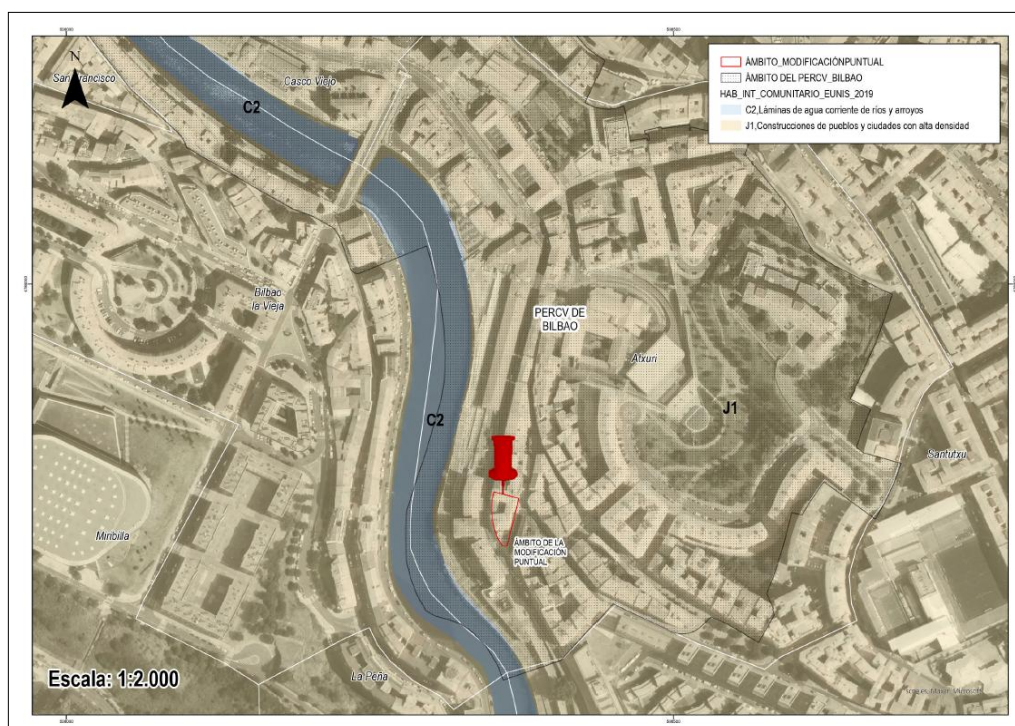 N
San Francisco
Casco Viejo
C2
ÁMBITO_MODIFICACIÓNPUNTUAL
ÁMBITO DEL PERCV_BILBAO
HAB_INT_COMUNITARIO_EUNIS_2019
C2,Láminas de agua corriente de ríos y arroyos
J1,Construcciones de pueblos y ciudades con alta densidad
Bilbao
la Vieja
PERCV DE
BILBAO
Atxuri
J1
C2
Santutxu
Miribilla
ÁMBITO DE LA
MODIFICACIÓN
PUNTUAL
La Peña
Escala: 1:2.000
Microsoft